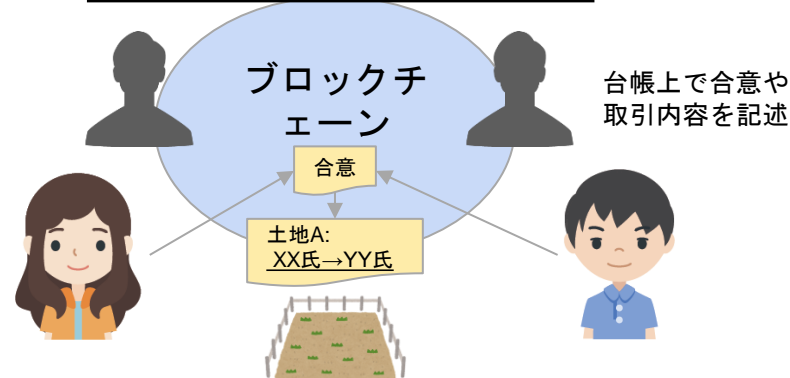 ブロックチ
ェーン
台帳上で合意や
取引内容を記述
合意
土地A:
XX氏→YY氏